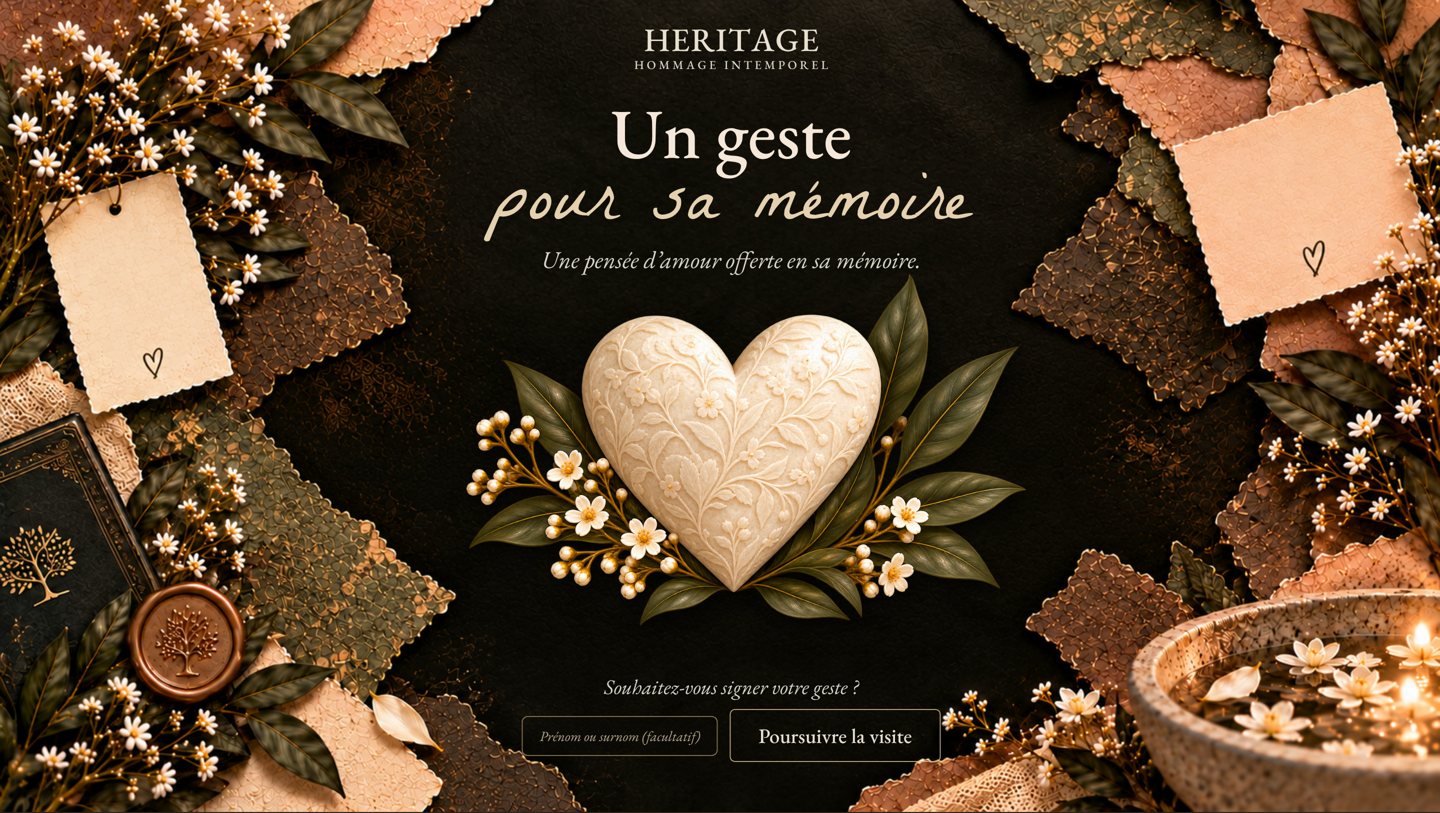 HERITAGE
HOMMAGE INTEMPOREL
Un geste
pour sa mémoire
Une pensée d’amour offerte en sa mémoire.
Souhaitez-vous signer votre geste ?
Prénom ou surnom (facultatif)
Poursuivre la visite